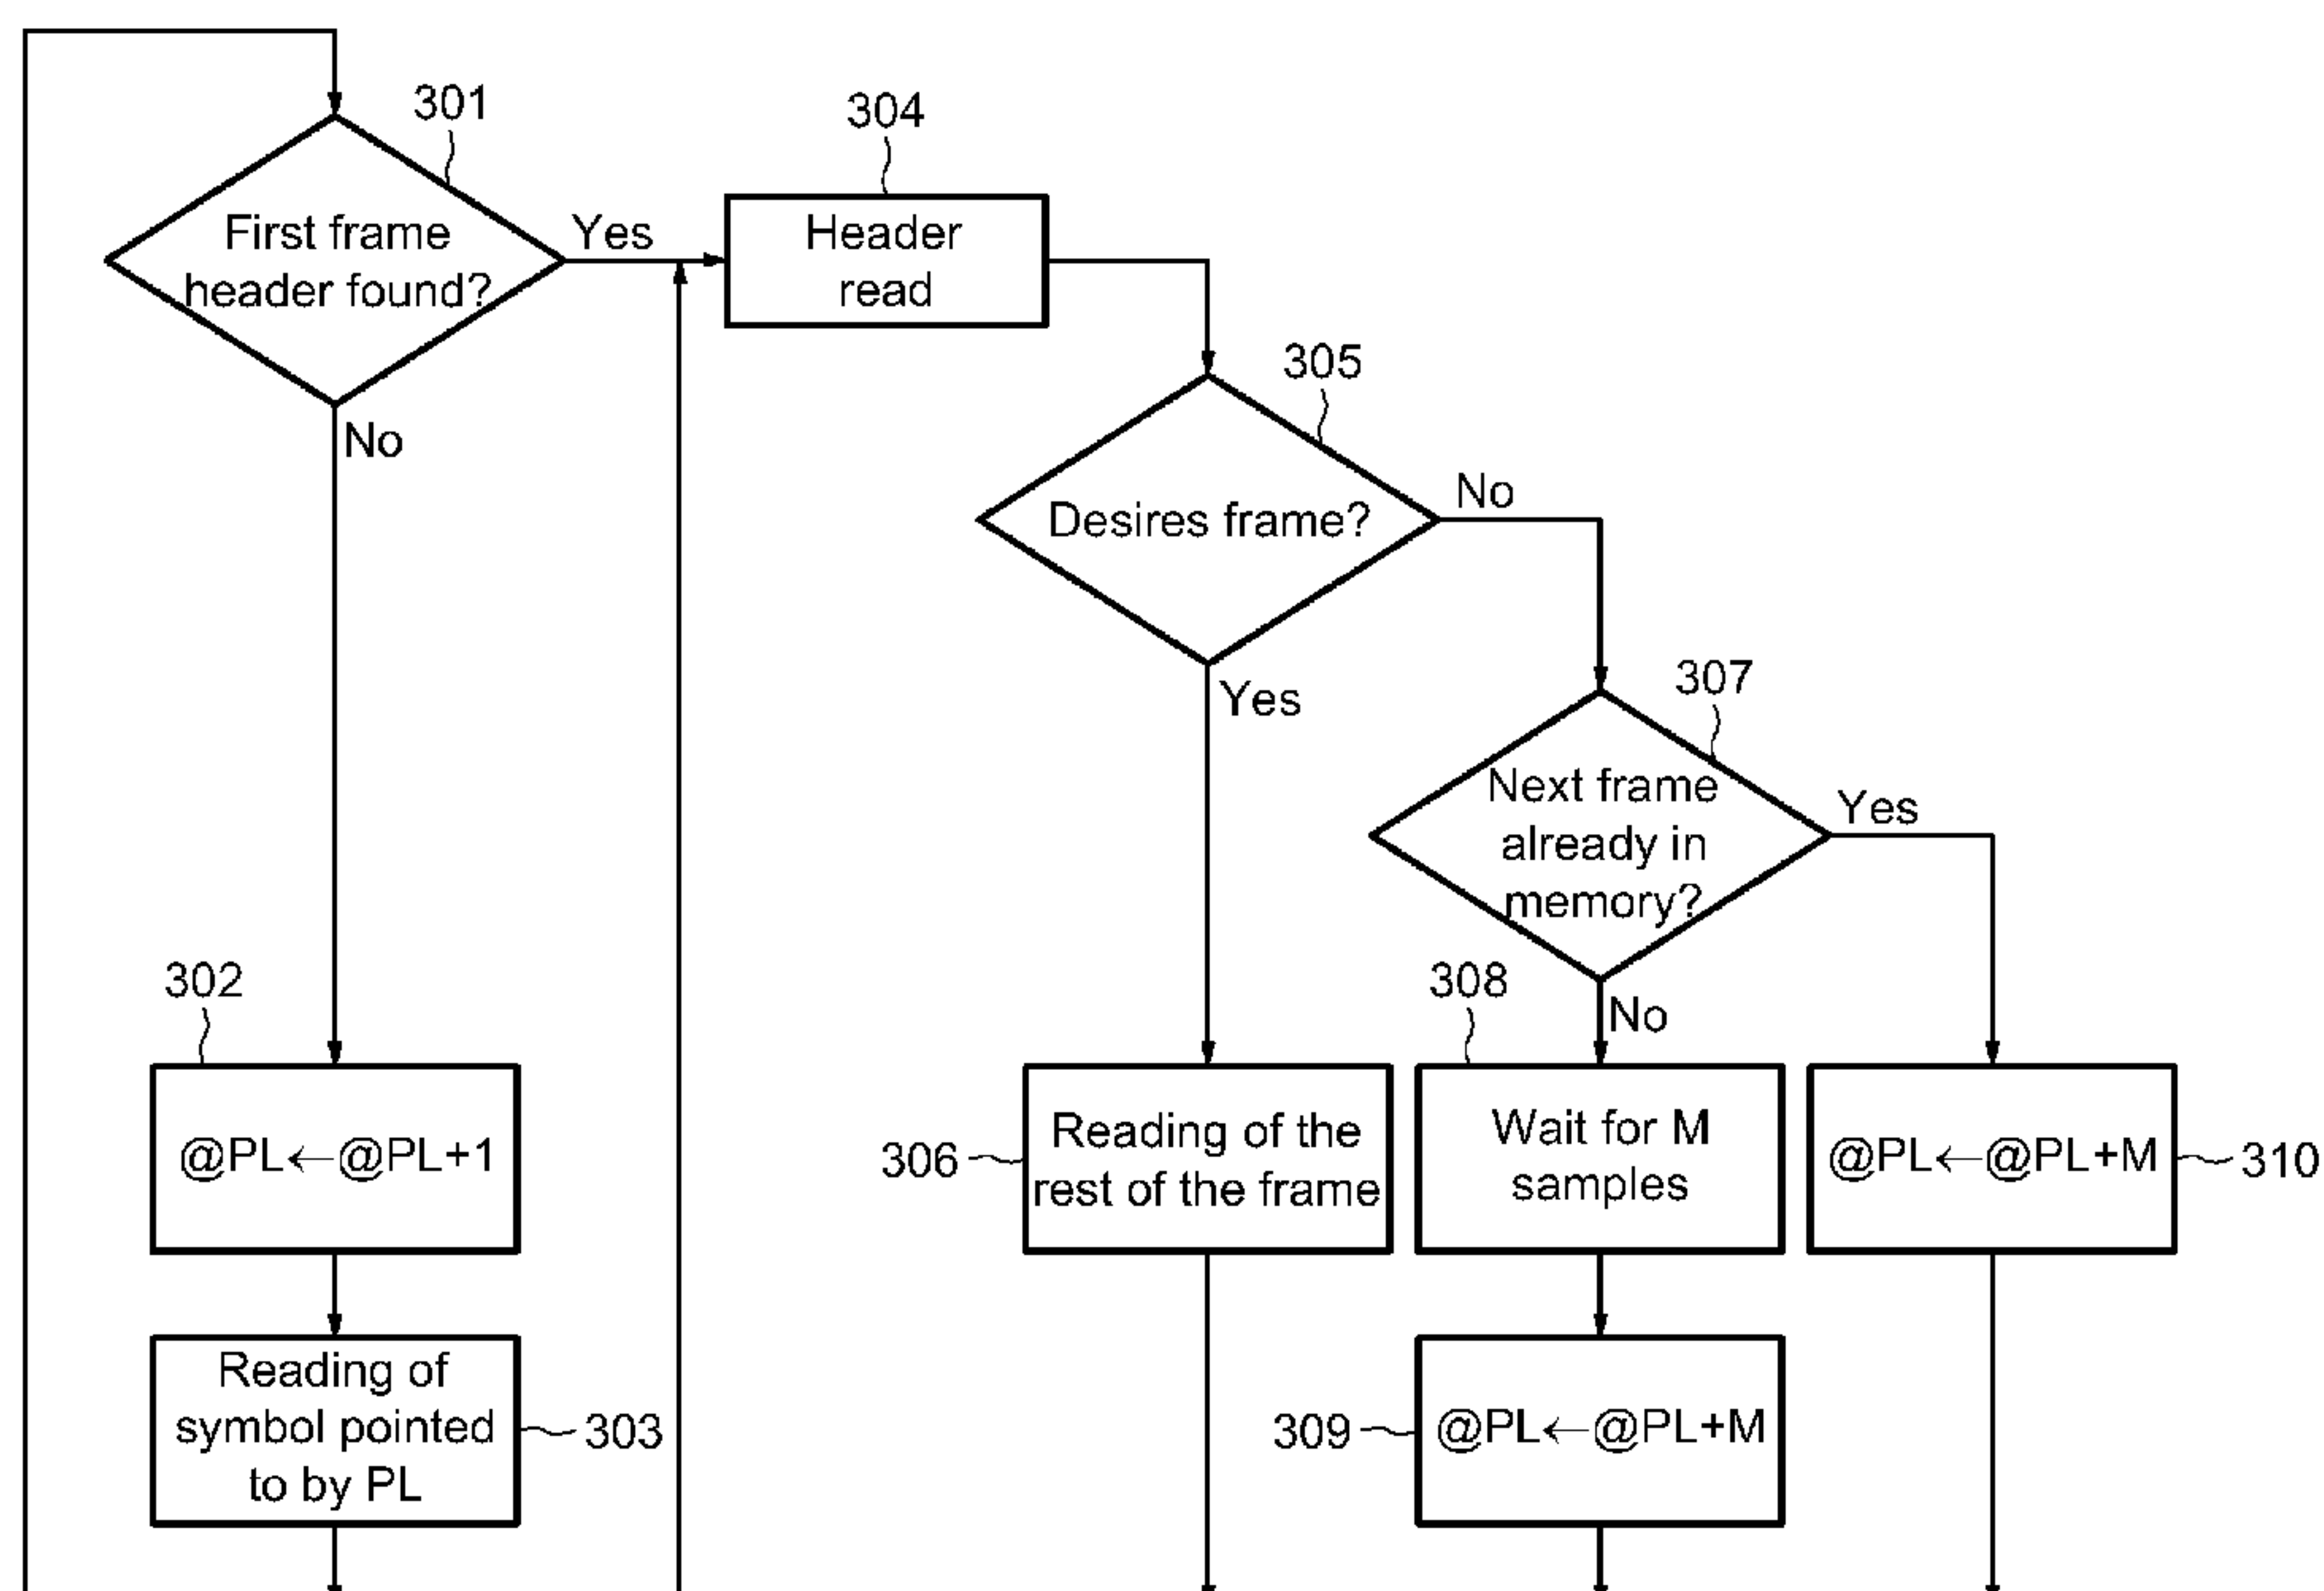 301
First frame
header found?
Yes
No
304
Header
read
305
Desires frame?
No
Yes
307
Next frame
already in
memory?
Yes
No
302
@PL←@PL+1
Reading of
symbol pointed
to by PL
303
306
Reading of the
rest of the frame
308
Wait for M
samples
309
@PL←@PL+M
@PL←@PL+M
310